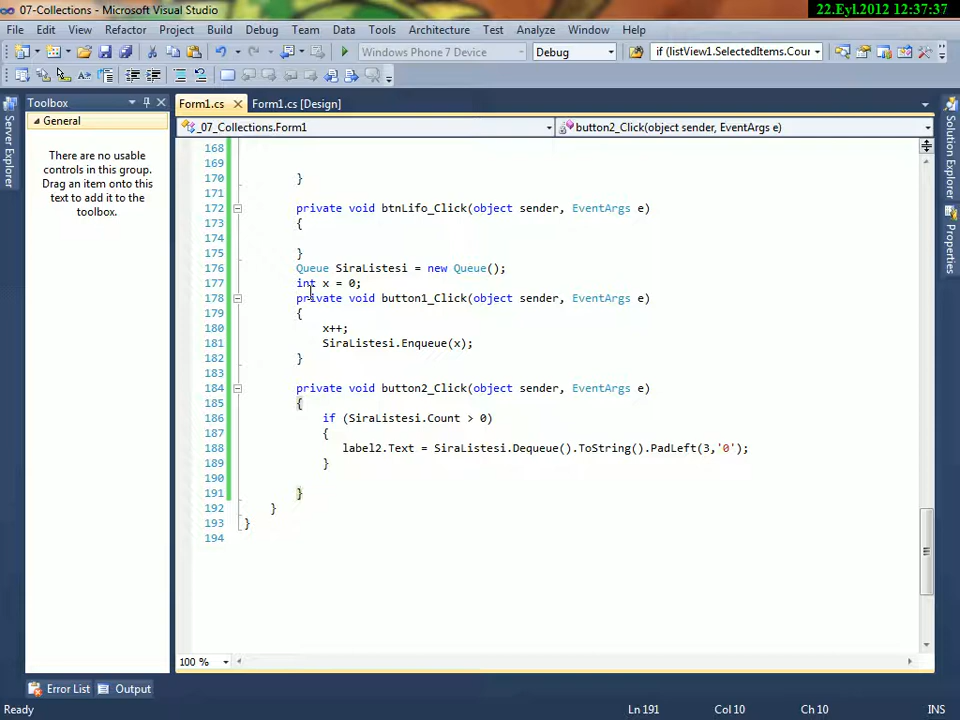 07-Collections - Microsoft Visual Studio
22.Eyl.2012 12:37:37
File Edit View Refactor Project Build Debug Team Data Tools Architecture Test Analyze Window Help
Windows Phone 7 Device Debug if (listView1.SelectedItems.Cour
Toolbox
General
There are no usable
controls in this group.
Drag an item onto this
text to add it to the
toolbox.
Server Explorer
Form1.cs Form1.cs [Design]
_07_Collections.Form1 button2_Click(object sender, EventArgs e)
168
169
170 }
171
172 private void btnLifo_Click(object sender, EventArgs e)
173 {
174
175 }
176 Queue SiraListesi = new Queue();
177 int x = 0;
178 private void button1_Click(object sender, EventArgs e)
179 {
180 x++;
181 SiraListesi.Enqueue(x);
182 }
183
184 private void button2_Click(object sender, EventArgs e)
185 {
186 if (SiraListesi.Count > 0)
187 {
188 label2.Text = SiraListesi.Dequeue().ToString().PadLeft(3,'0');
189 }
190
191 }
192 }
193 }
194
100 %
Solution Explorer
Properties
Error List Output
Ready Ln 191 Col 10 Ch 10 INS